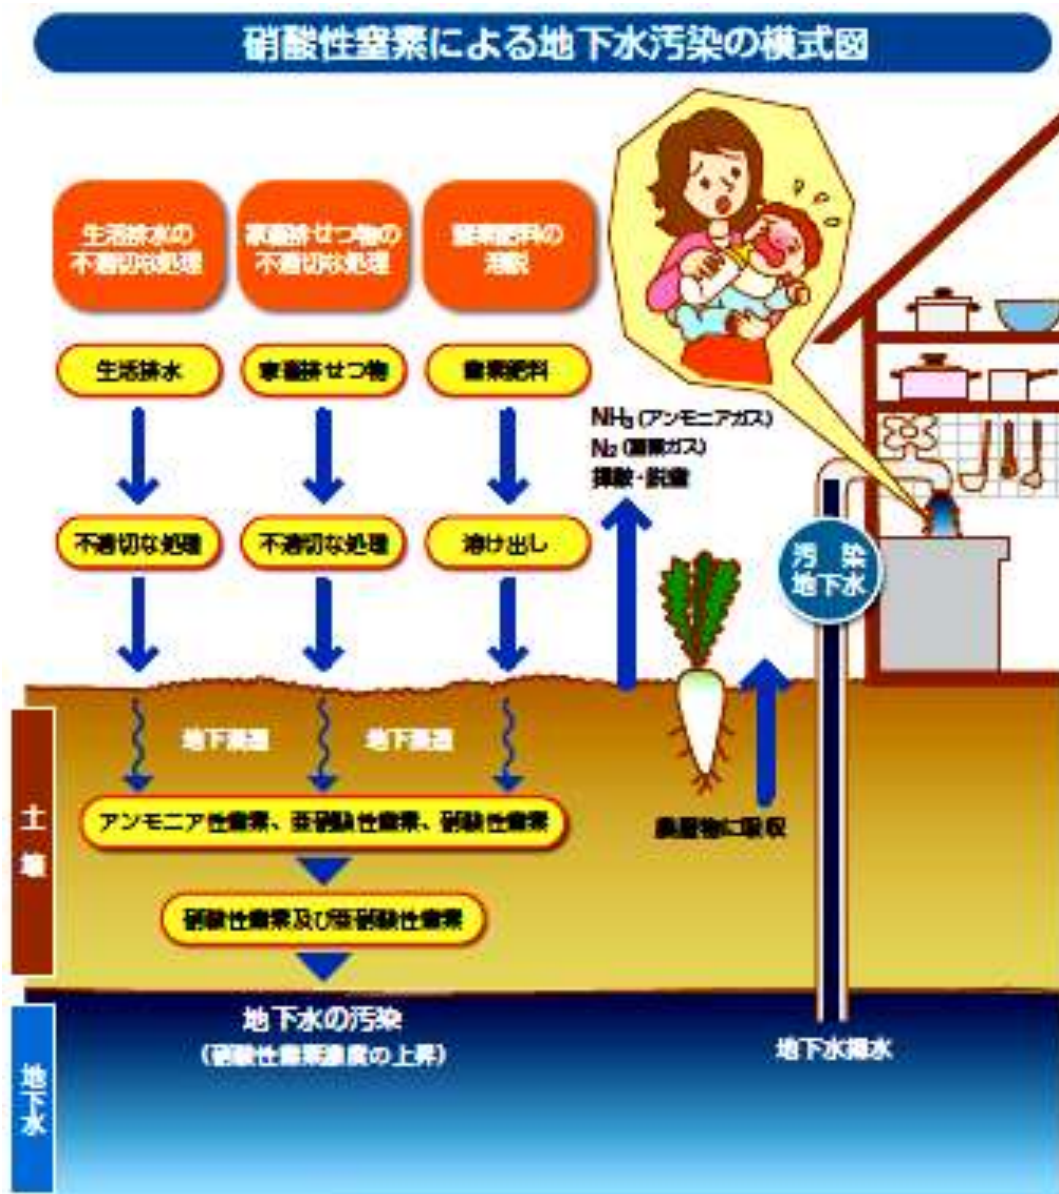 硝酸性窒素による地下水汚染の模式図
生活排水の
不適切な処理
家畜排せつ物の
不適切な処理
窒素肥料の
生活排水
家畜排せつ物
窒素肥料
NH₃(アンモニアガス)
N₂(窒素ガス)
揮散・脱窒
不適切な処理
不適切な処理
溶け出し
汚染
地下水
地下浸透
地下浸透
土壌
アンモニア性窒素、亜硝酸性窒素、硝酸性窒素
農産物に吸収
硝酸性窒素及び亜硝酸性窒素
地下水の汚染
(硝酸性窒素濃度の上昇)
地下水揚水
地下水